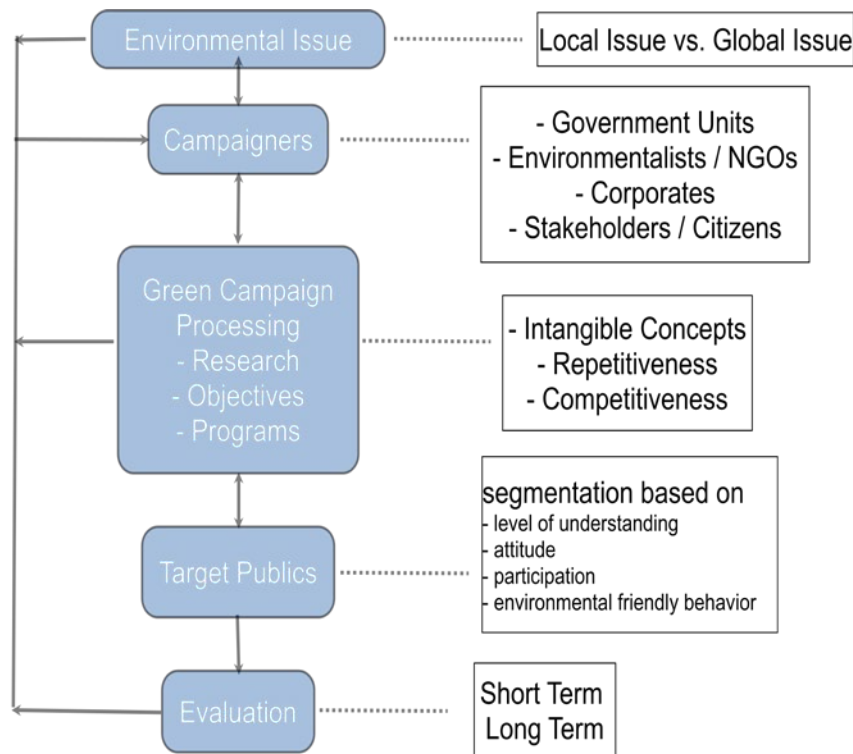 Environmental Issue
Local Issue vs. Global Issue
Campaigners
- Government Units
- Environmentalists / NGOs
- Corporates
- Stakeholders / Citizens
Green Campaign
Processing
- Research
- Objectives
- Programs
- Intangible Concepts
- Repetitiveness
- Competitiveness
Target Publics
segmentation based on
- level of understanding
- attitude
- participation
- environmental friendly behavior
Evaluation
Short Term
Long Term